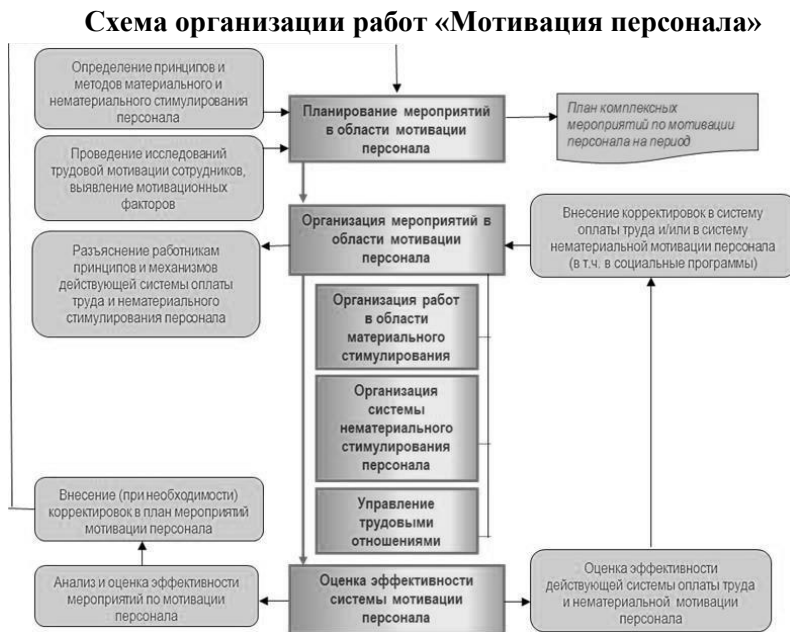 Схема организации работ «Мотивация персонала»
Определение принципов и
методов материального и
нематериального стимулирования
персонала
Планирование мероприятий
в области мотивации
персонала
План комплексных
мероприятий по мотивации
персонала на период
Проведение исследований
трудовой мотивации сотрудников,
выявление мотивационных
факторов
Организация мероприятий в
области мотивации
персонала
Внесение корректировок в систему
оплаты труда и/или в систему
нематериальной мотивации персонала
(в т.ч. в социальные программы)
Разъяснение работникам
принципов и механизмов
действующей системы оплаты
труда и нематериального
стимулирования персонала
Организация работ
в области
материального
стимулирования
Организация
системы
нематериального
стимулирования
персонала
Внесение (при необходимости)
корректировок в план мероприятий
мотивации персонала
Управление
трудовыми
отношениями
Анализ и оценка эффективности
мероприятий по мотивации
персонала
Оценка эффективности
системы мотивации
персонала
Оценка эффективности
действующей системы оплаты труда
и нематериальной мотивации
персонала